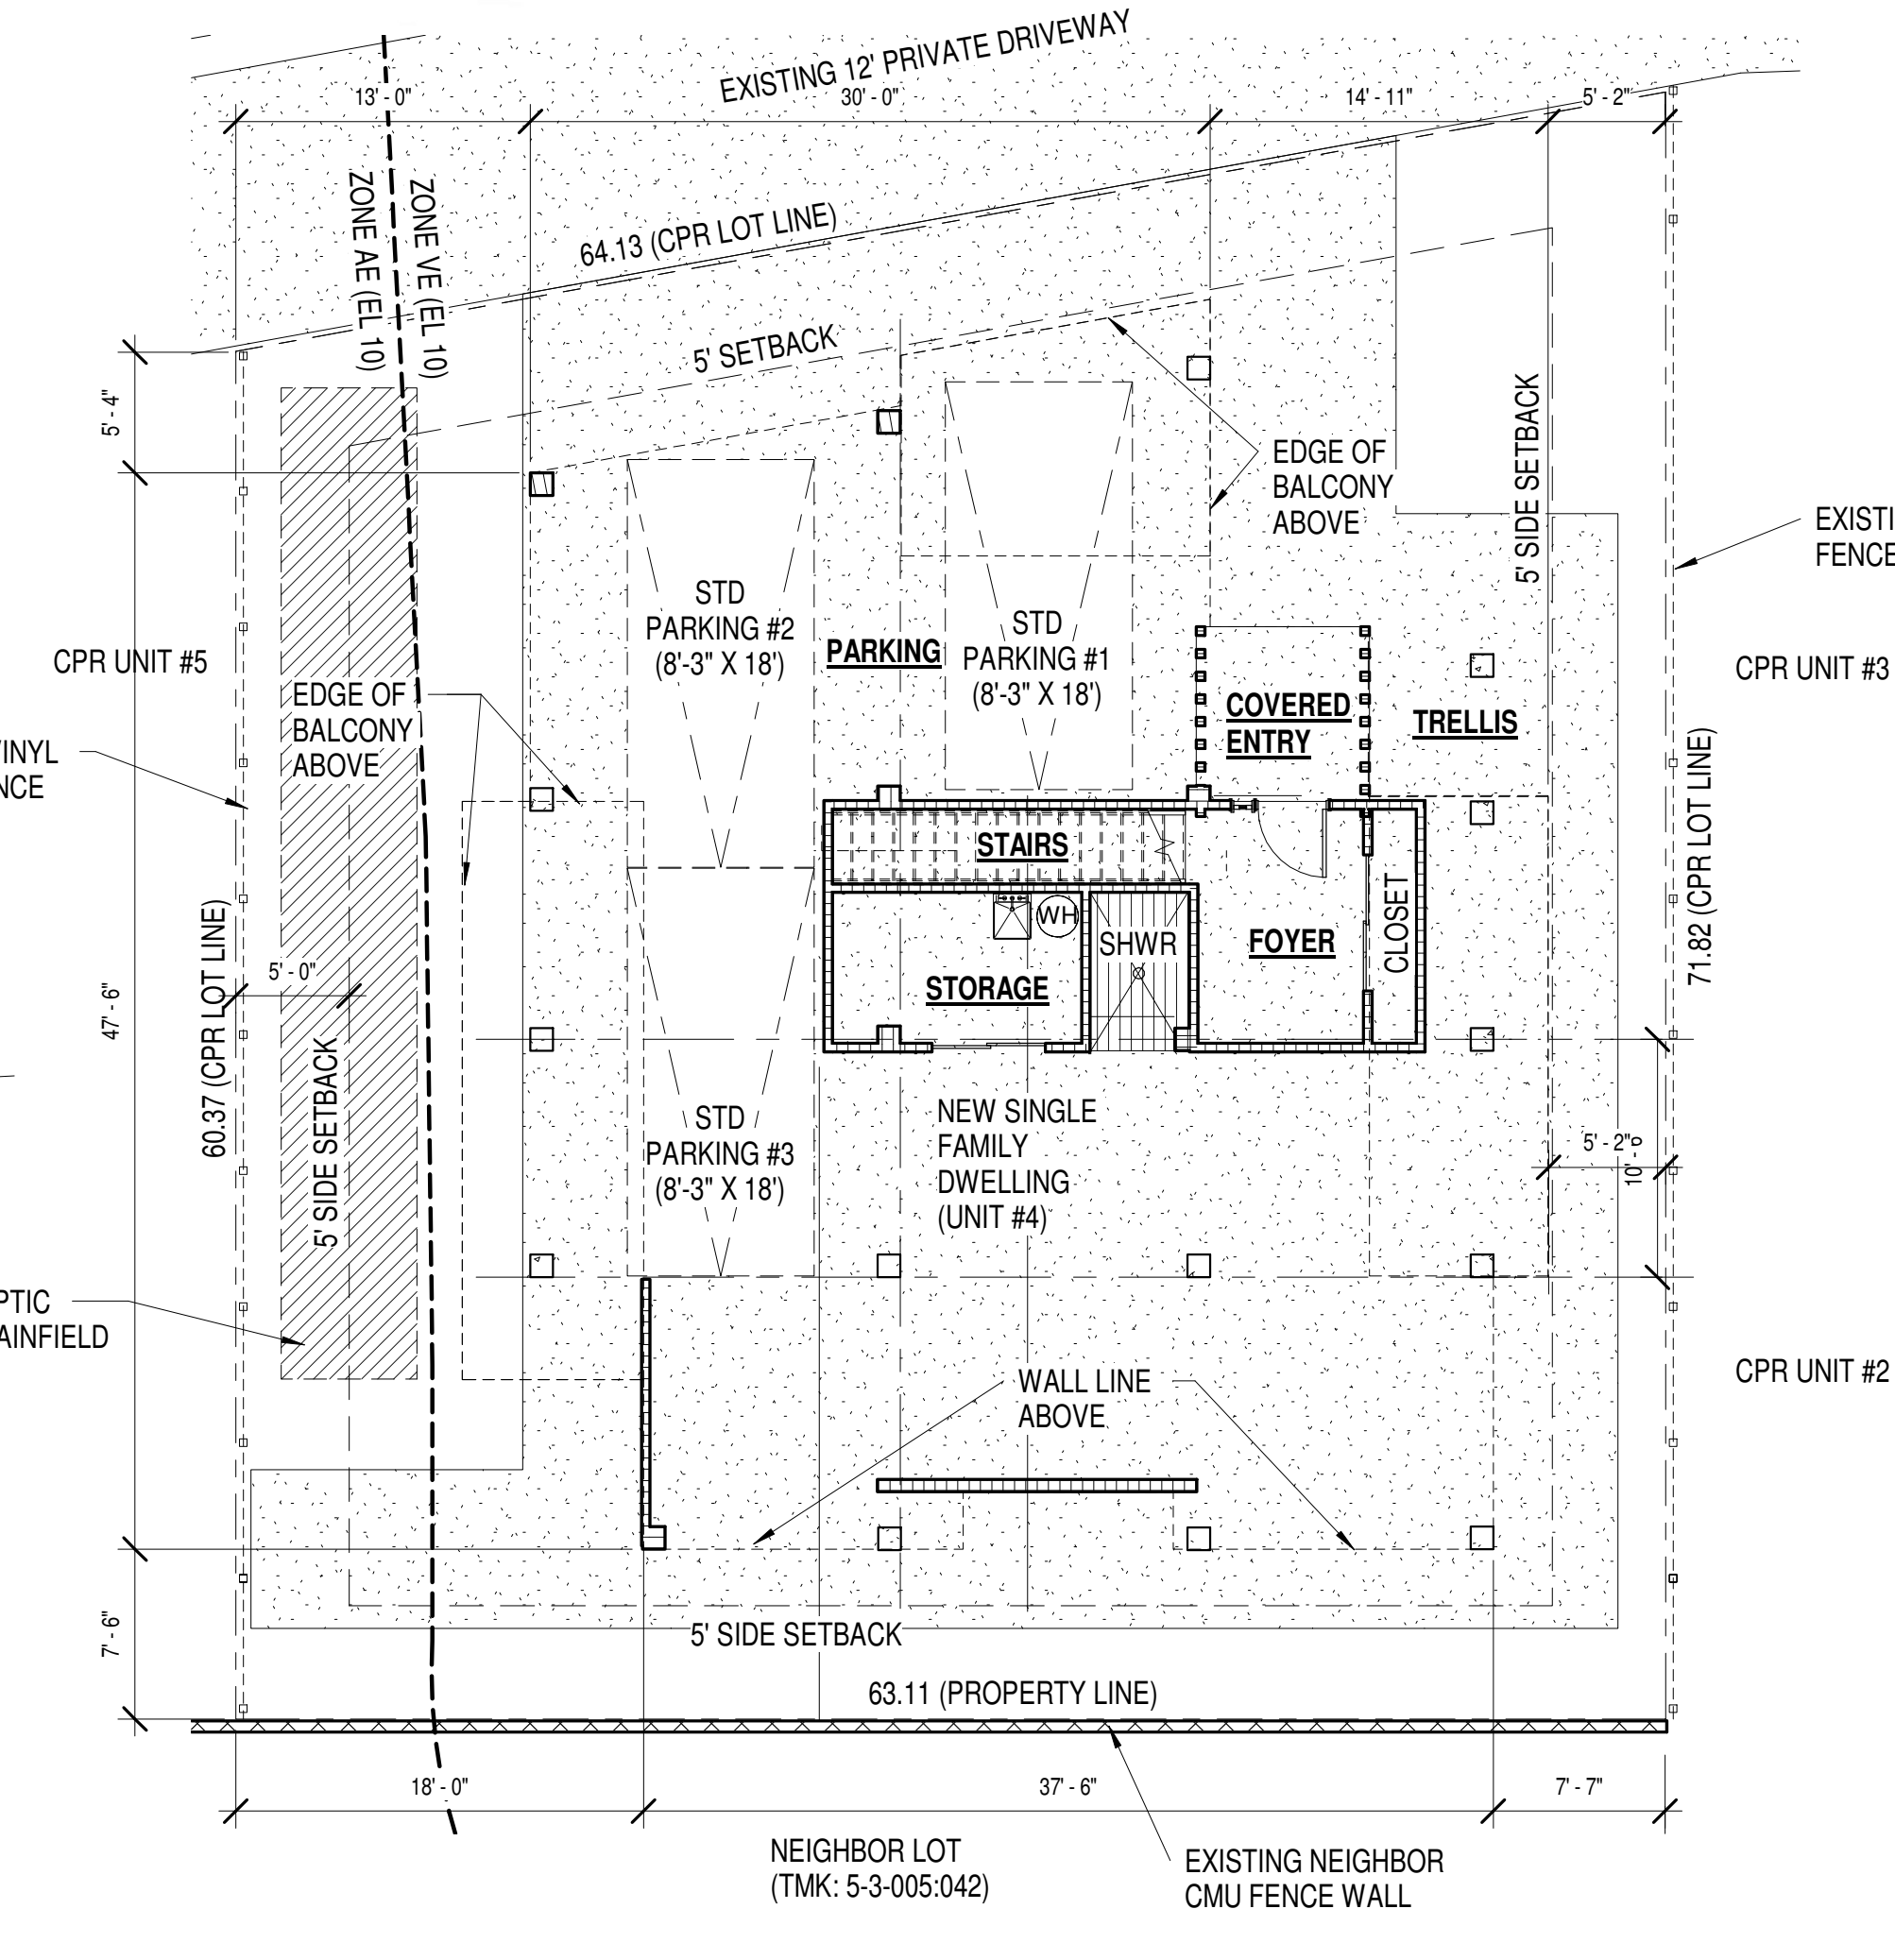 EXISTING 12' PRIVATE DRIVEWAY
13' - 0"
30' - 0"
14' - 11"
5' - 2"
ZONE AE (EL 10)
ZONE VE (EL 10)
64.13 (CPR LOT LINE)
5' SETBACK
5' - 4"
EDGE OF
BALCONY
ABOVE
5' SIDE SETBACK
EXISTI
FENCE
STD
PARKING #2
(8'-3" X 18')
PARKING
STD
PARKING #1
(8'-3" X 18')
CPR UNIT #5
CPR UNIT #3
EDGE OF
BALCONY
ABOVE
COVERED
ENTRY
TRELLIS
VINYL
NCE
71.82 (CPR LOT LINE)
STAIRS
WH
SHWR
FOYER
CLOSET
STORAGE
60.37 (CPR LOT LINE)
5' - 0"
47' - 6"
5' SIDE SETBACK
STD
PARKING #3
(8'-3" X 18')
NEW SINGLE
FAMILY
DWELLING
(UNIT #4)
5' - 2"
10' - 6
PTIC
AINFIELD
WALL LINE
ABOVE
CPR UNIT #2
7' - 6"
5' SIDE SETBACK
63.11 (PROPERTY LINE)
18' - 0"
37' - 6"
7' - 7"
NEIGHBOR LOT
(TMK: 5-3-005:042)
EXISTING NEIGHBOR
CMU FENCE WALL